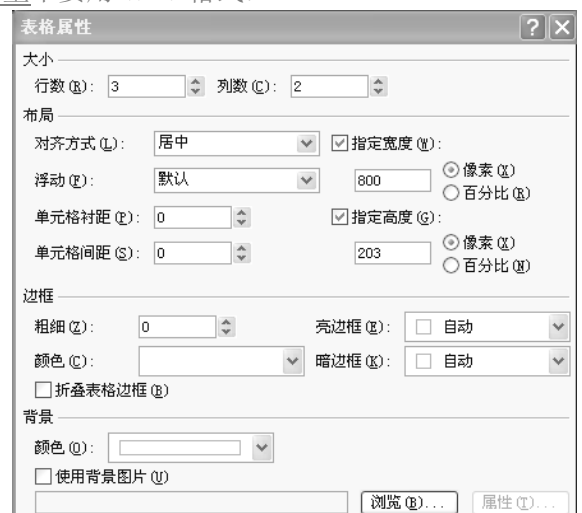 表格属性
大小
行数(R): 3 列数(C): 2
布局
对齐方式(L): 居中 指定宽度(W):
浮动(F): 默认 800 像素(X)
百分比(R)
单元格衬距(P): 0 指定高度(G):
单元格间距(S): 0 203 像素(X)
百分比(N)
边框
粗细(Z): 0 亮边框(E): 自动
颜色(C): 暗边框(K): 自动
折叠表格边框(B)
背景
颜色(O):
使用背景图片(U)
浏览(B)... 属性(T)...